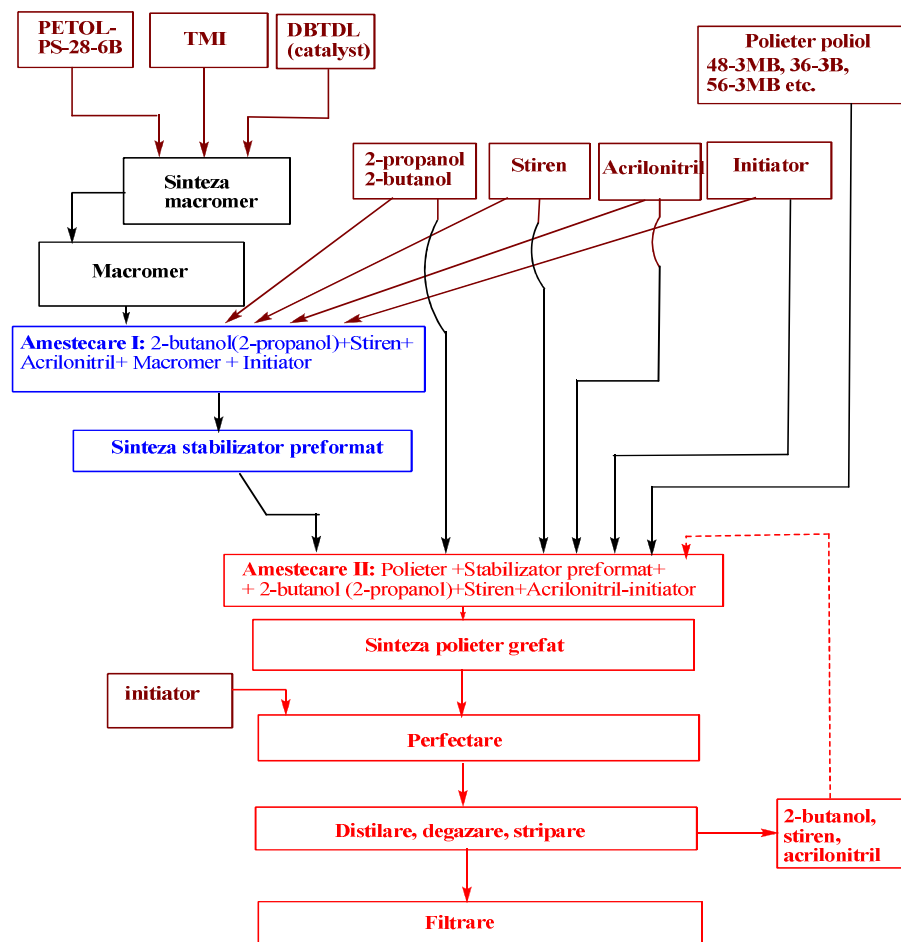 PETOL-
PS-28-6B
TMI
DBTDL
(catalyst)
Polieter poliol
48-3MB, 36-3B,
56-3MB etc.
Sinteza
macromer
2-propanol
2-butanol
Stiren
Acrilonitril
Initiator
Macromer
Amestecare I: 2-butanol(2-propanol)+Stiren+
Acrilonitril+ Macromer + Initiator
Sinteza stabilizator preformat
Amestecare II: Polieter +Stabilizator preformat+
+ 2-butanol (2-propanol)+Stiren+Acrilonitril-initiator
Sinteza polieter grefat
initiator
Perfectare
Distilare, degazare, stripare
2-butanol,
stiren,
acrilonitril
Filtrare